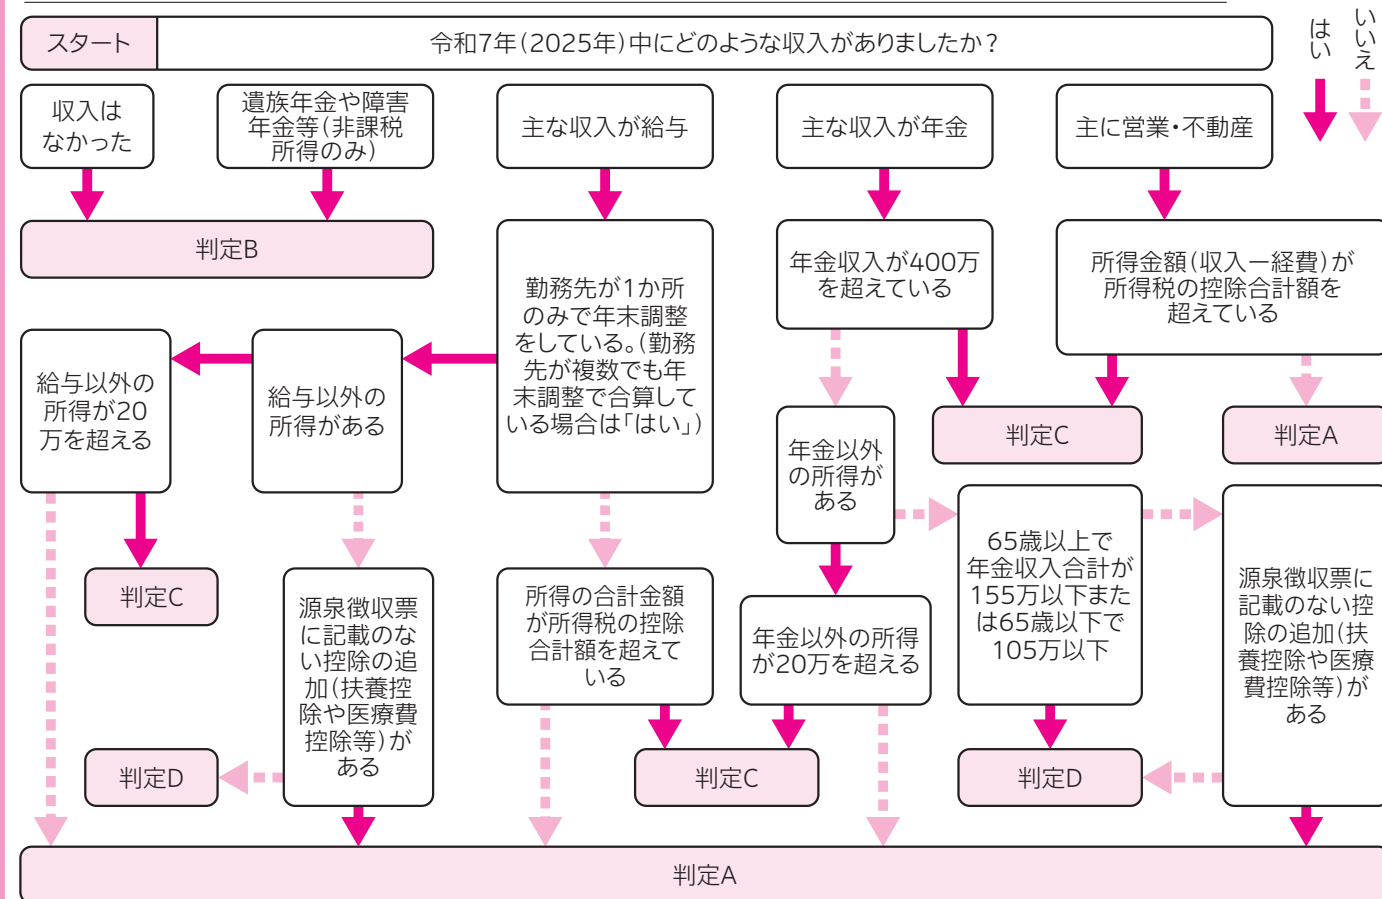 スタート
令和7年(2025年)中にどのような収入がありましたか?
はい
いいえ
収入は
なかった
遺族年金や障害
年金等(非課税
所得のみ)
主な収入が給与
主な収入が年金
主に営業・不動産
判定B
勤務先が1か所
のみで年末調整
をしている。(勤務
先が複数でも年
末調整で合算して
いる場合は「はい」)
年金収入が400万
を超えている
所得金額(収入ー経費)が
所得税の控除合計額を
超えている
給与以外の
所得が20
万を超える
給与以外の
所得がある
年金以外
の所得が
ある
判定C
判定A
65歳以上で
年金収入合計が
155万以下また
は65歳以下で
105万以下
源泉徴収票に
記載のない控
除の追加(扶
養控除や医療
費控除等)が
ある
判定C
源泉徴収票
に記載のな
い控除の追
加(扶養控
除や医療費
控除等)が
ある
所得の合計金額
が所得税の控除
合計額を超えて
いる
年金以外の所得
が20万を超える
判定D
判定C
判定D
判定A